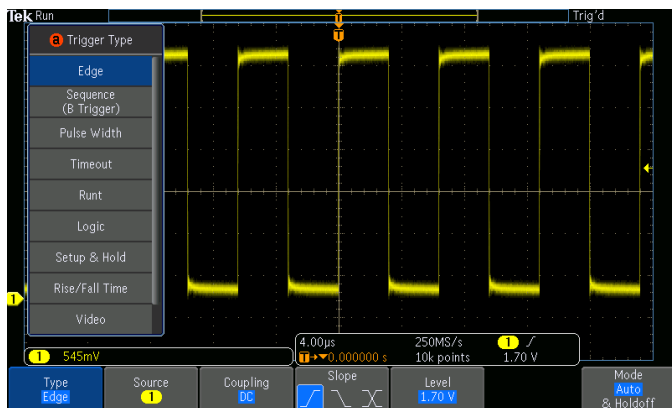 Tek Run Trig'd
T
T
a Trigger Type
Edge
Sequence
(B Trigger)
Pulse Width
Timeout
Runt
Logic
Setup & Hold
Rise/Fall Time
Video
1
1 545mV
4.00µs 250MS/s 1
T→▼0.000000 s 10k points 1.70 V
Type
Edge
Source
1
Coupling
DC
Slope
Level
1.70 V
Mode
Auto
& Holdoff